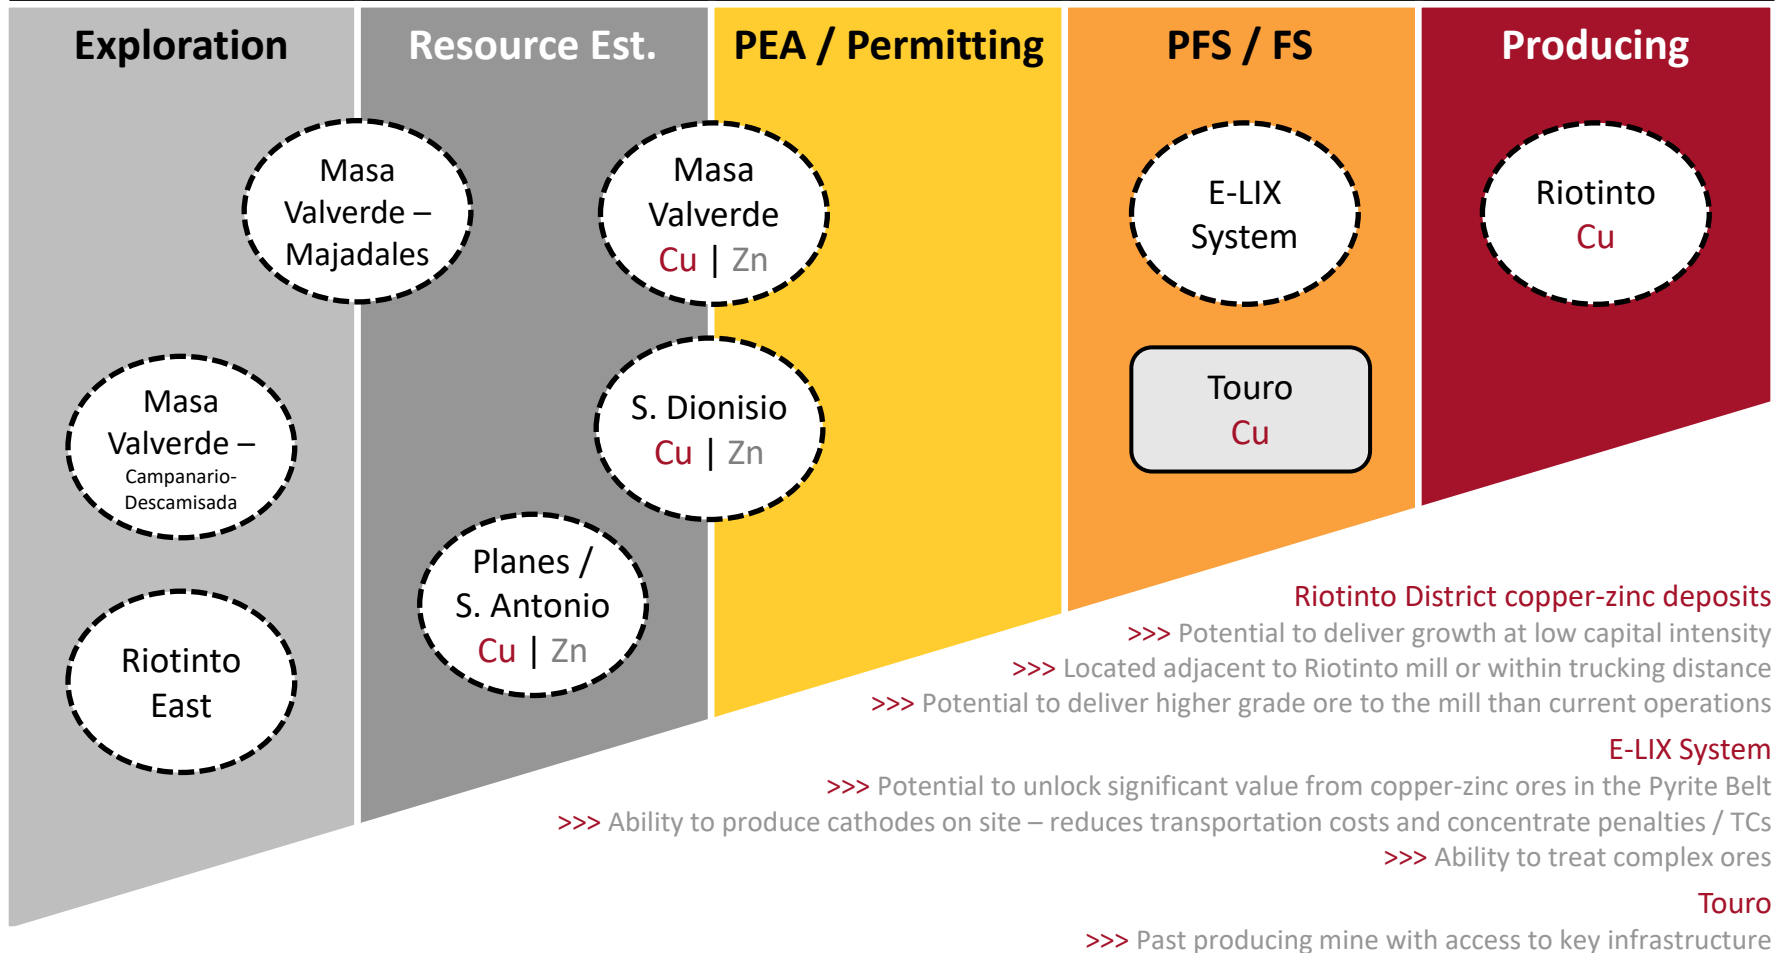 Exploration
Resource Est.
PEA / Permitting
PFS / FS
Producing
Masa
Valverde –
Majadales
Masa
Valverde
Cu | Zn
E-LIX
System
Riotinto
Cu
Masa
Valverde –
Campanario-
Descamisada
S. Dionisio
Cu | Zn
Touro
Cu
Planes /
S. Antonio
Cu | Zn
Riotinto
East
Riotinto District copper-zinc deposits
>>> Potential to deliver growth at low capital intensity
>>> Located adjacent to Riotinto mill or within trucking distance
>>> Potential to deliver higher grade ore to the mill than current operations
E-LIX System
>>> Potential to unlock significant value from copper-zinc ores in the Pyrite Belt
>>> Ability to produce cathodes on site – reduces transportation costs and concentrate penalties / TCs
>>> Ability to treat complex ores
Touro
>>> Past producing mine with access to key infrastructure